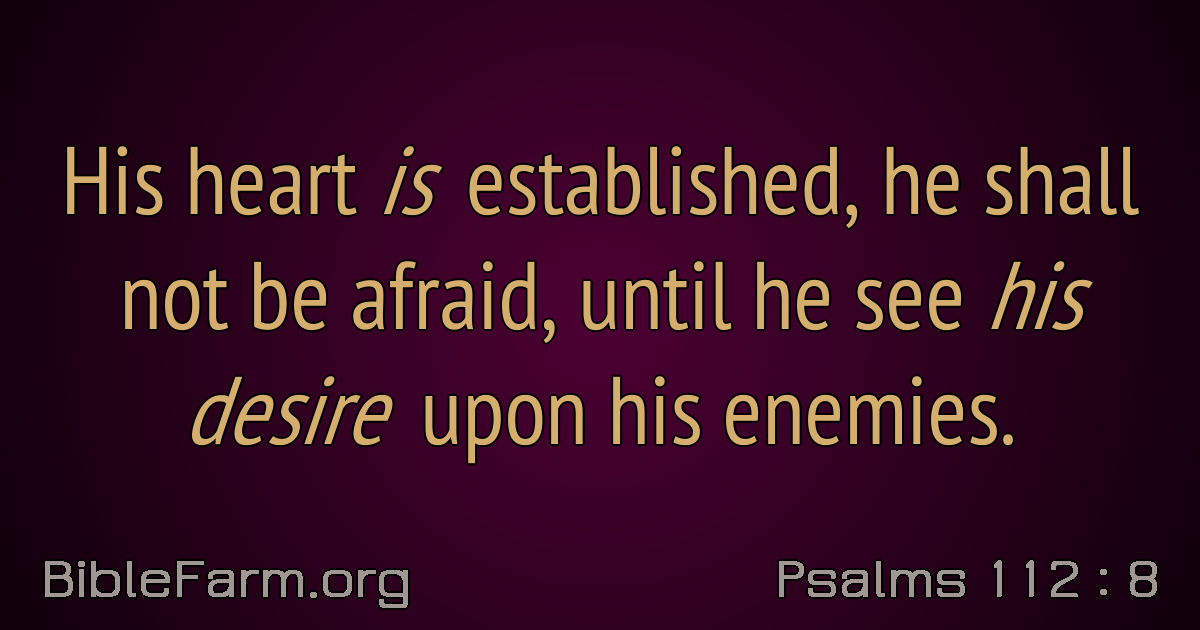 His heart is established, he shall
not be afraid, until he see his
desire upon his enemies.
BibleFarm.org
Psalms 112 : 8